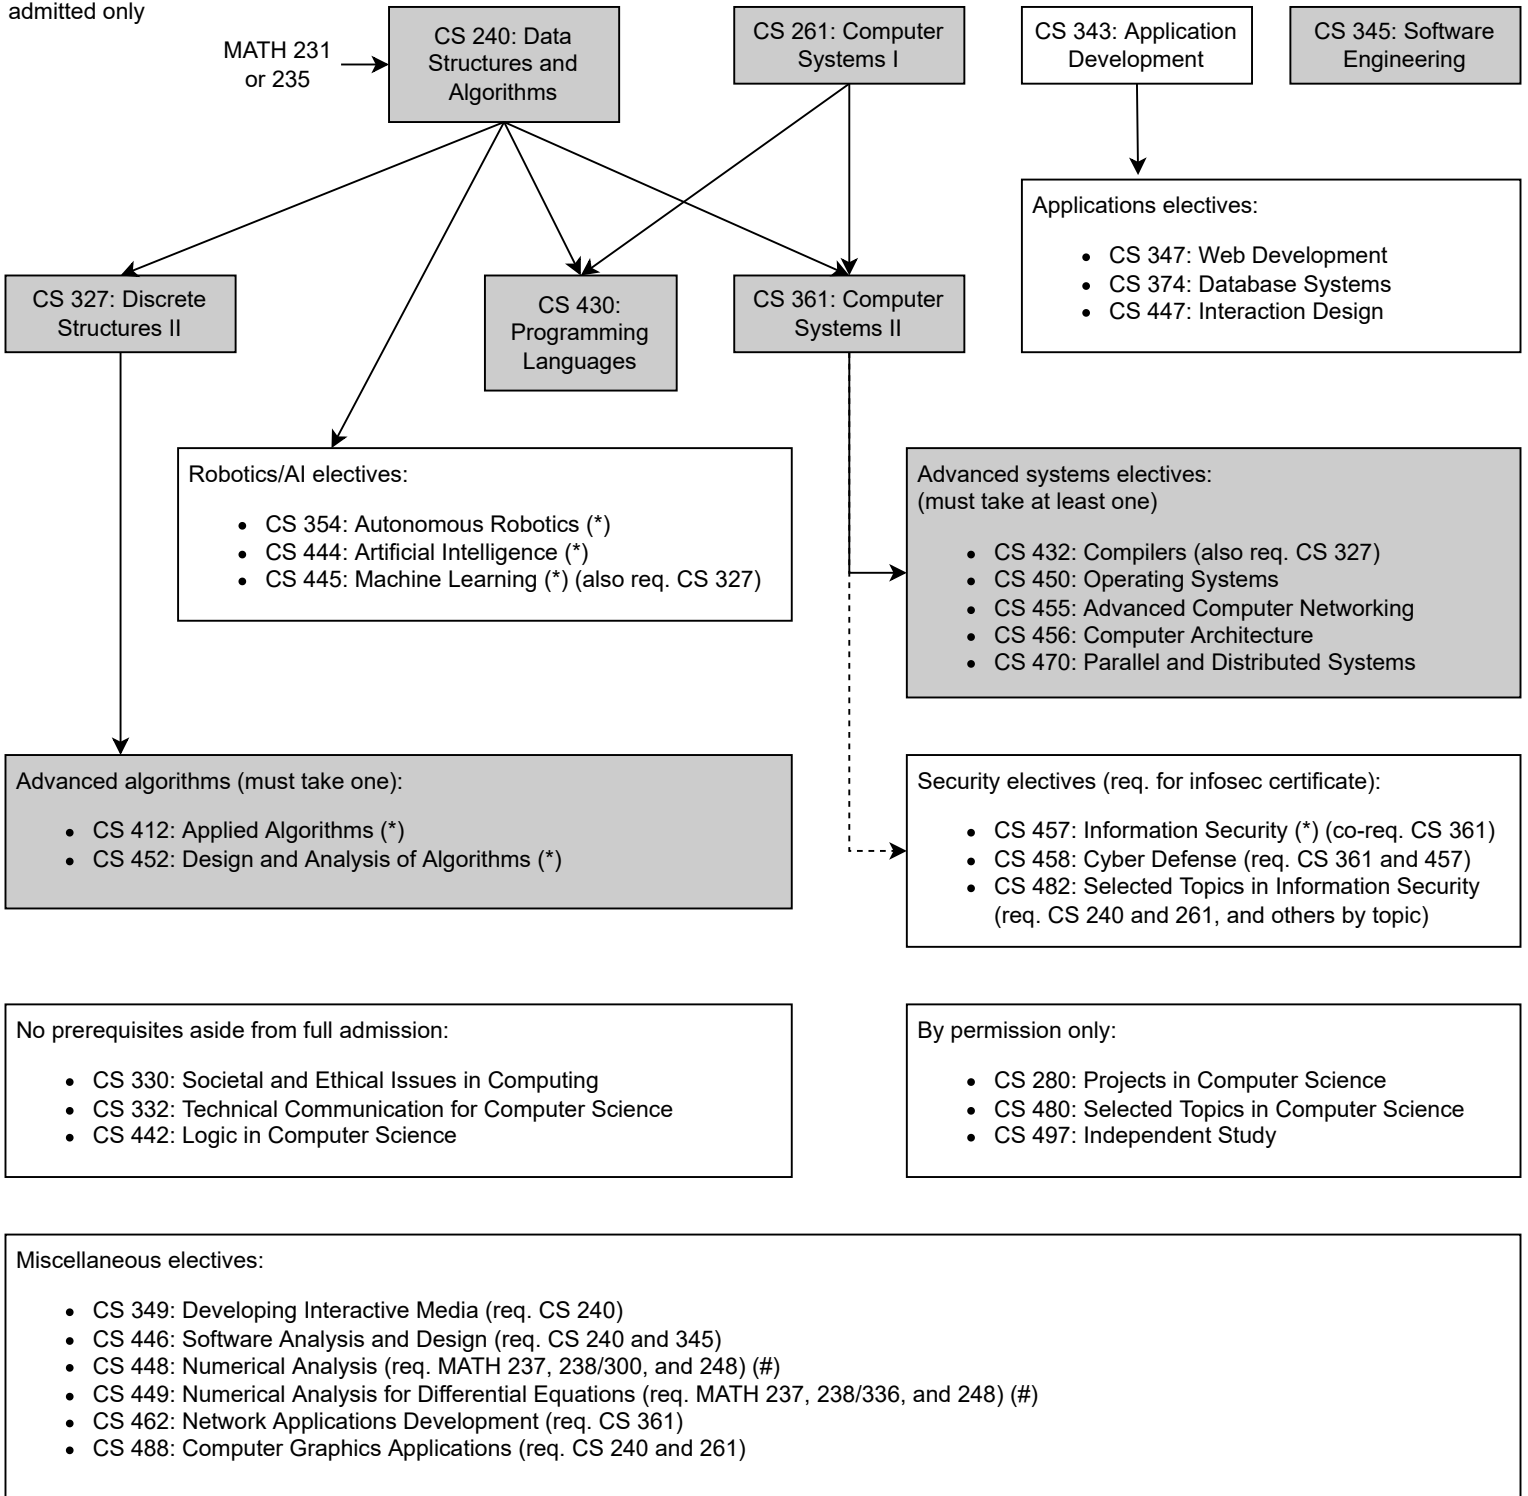 admitted only
MATH 231
or 235
CS 240: Data
Structures and
Algorithms
CS 261: Computer
Systems I
CS 343: Application
Development
CS 345: Software
Engineering
Applications electives:
• CS 347: Web Development
• CS 374: Database Systems
• CS 447: Interaction Design
CS 327: Discrete
Structures II
CS 430:
Programming
Languages
CS 361: Computer
Systems II
Robotics/AI electives:
• CS 354: Autonomous Robotics (*)
• CS 444: Artificial Intelligence (*)
• CS 445: Machine Learning (*) (also req. CS 327)
Advanced systems electives:
(must take at least one)
• CS 432: Compilers (also req. CS 327)
• CS 450: Operating Systems
• CS 455: Advanced Computer Networking
• CS 456: Computer Architecture
• CS 470: Parallel and Distributed Systems
Advanced algorithms (must take one):
• CS 412: Applied Algorithms (*)
• CS 452: Design and Analysis of Algorithms (*)
Security electives (req. for infosec certificate):
• CS 457: Information Security (*) (co-req. CS 361)
• CS 458: Cyber Defense (req. CS 361 and 457)
• CS 482: Selected Topics in Information Security
(req. CS 240 and 261, and others by topic)
No prerequisites aside from full admission:
• CS 330: Societal and Ethical Issues in Computing
• CS 332: Technical Communication for Computer Science
• CS 442: Logic in Computer Science
By permission only:
• CS 280: Projects in Computer Science
• CS 480: Selected Topics in Computer Science
• CS 497: Independent Study
Miscellaneous electives:
• CS 349: Developing Interactive Media (req. CS 240)
• CS 446: Software Analysis and Design (req. CS 240 and 345)
• CS 448: Numerical Analysis (req. MATH 237, 238/300, and 248) (#)
• CS 449: Numerical Analysis for Differential Equations (req. MATH 237, 238/336, and 248) (#)
• CS 462: Network Applications Development (req. CS 361)
• CS 488: Computer Graphics Applications (req. CS 240 and 261)